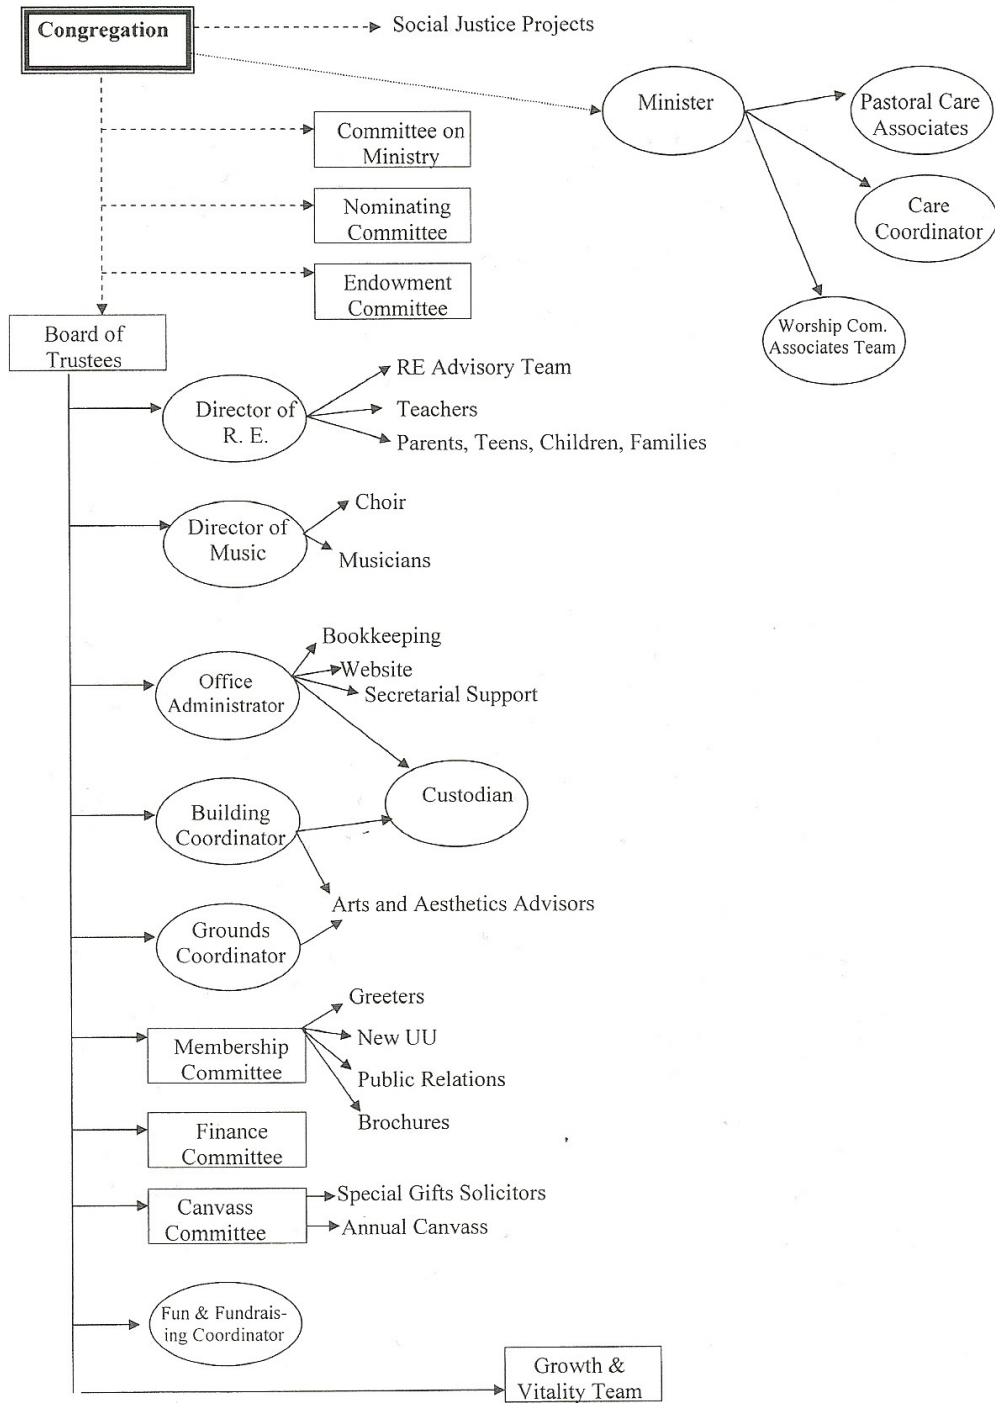 Congregation
Social Justice Projects
Minister
Pastoral Care
Associates
Committee on
Ministry
Nominating
Committee
Care
Coordinator
Endowment
Committee
Worship Com.
Associates Team
Board of
Trustees
Director of
R. E.
RE Advisory Team
Teachers
Parents, Teens, Children, Families
Director of
Music
Choir
Musicians
Office
Administrator
Bookkeeping
Website
Secretarial Support
Custodian
Building
Coordinator
Arts and Aesthetics Advisors
Grounds
Coordinator
Membership
Committee
Greeters
New UU
Public Relations
Brochures
Finance
Committee
Canvass
Committee
Special Gifts Solicitors
Annual Canvass
Fun & Fundrais-
ing Coordinator
Growth &
Vitality Team